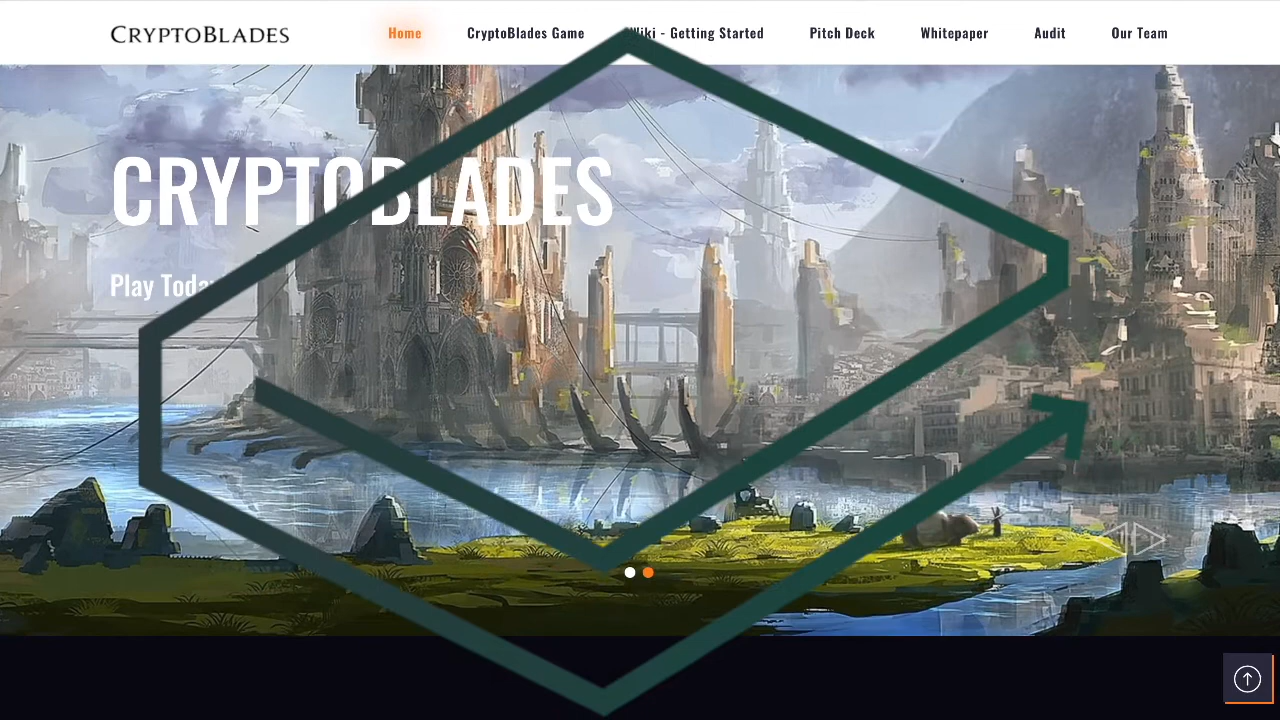 CRYPTOBLADES
Home CryptoBlades Game Wiki - Getting Started Pitch Deck Whitepaper Audit Our Team
CRYPTOBLADES
Play Today